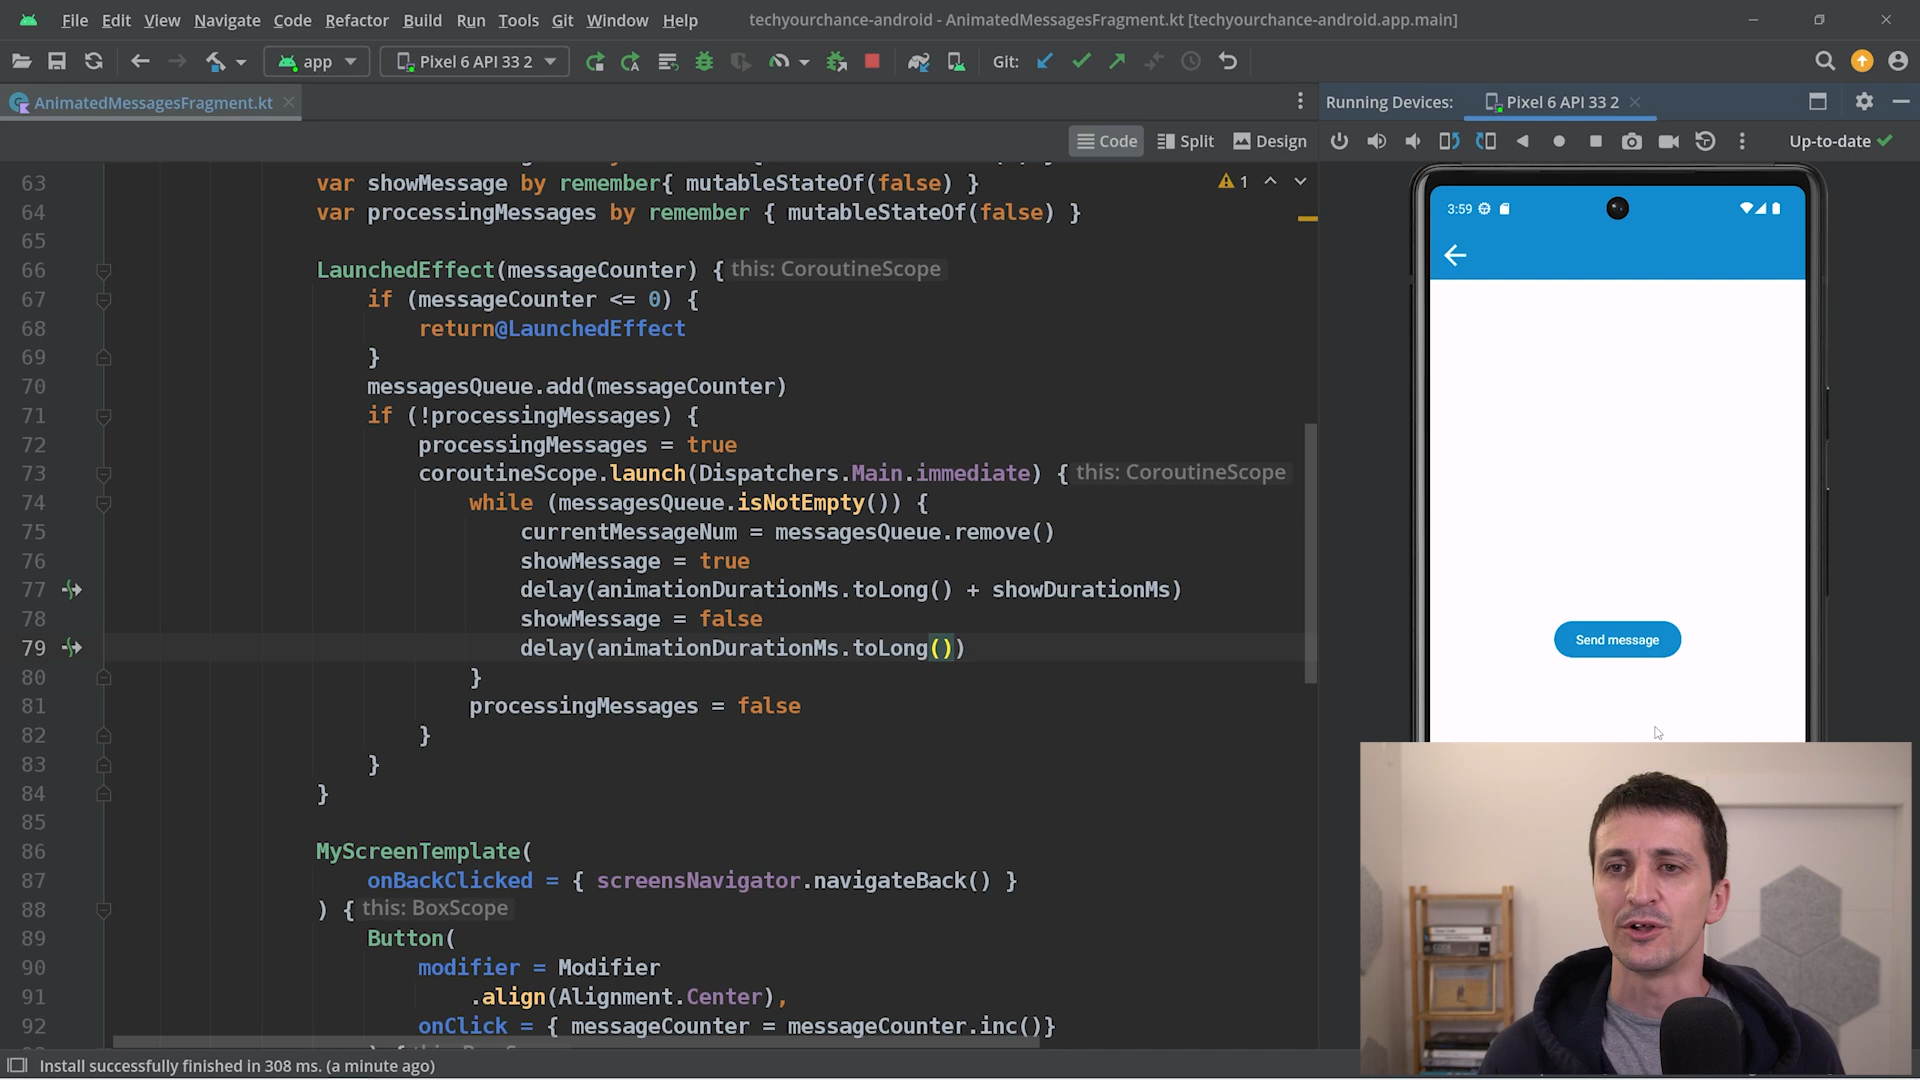 File Edit View Navigate Code Refactor Build Run Tools Git Window Help techyourchance-android - AnimatedMessagesFragment.kt [techyourchance-android.app.main]
app Pixel 6 API 33 2 Git:
AnimatedMessagesFragment.kt Running Devices: Pixel 6 API 33 2
Code Split Design Up-to-date
63 var showMessage by remember{ mutableStateOf(false) } 1
64 var processingMessages by remember { mutableStateOf(false) }
65
66 LaunchedEffect(messageCounter) { this: CoroutineScope
67 if (messageCounter <= 0) {
68 return@LaunchedEffect
69 }
70 messagesQueue.add(messageCounter)
71 if (!processingMessages) {
72 processingMessages = true
73 coroutineScope.launch(Dispatchers.Main.immediate) { this: CoroutineScope
74 while (messagesQueue.isNotEmpty()) {
75 currentMessageNum = messagesQueue.remove()
76 showMessage = true
77 delay(animationDurationMs.toLong() + showDurationMs)
78 showMessage = false
79 delay(animationDurationMs.toLong())
80 }
81 processingMessages = false
82 }
83 }
84 }
85
86 MyScreenTemplate(
87 onBackClicked = { screensNavigator.navigateBack() }
88 ) { this: BoxScope
89 Button(
90 modifier = Modifier
91 .align(Alignment.Center),
92 onClick = { messageCounter = messageCounter.inc()}
3:59
Send message
Install successfully finished in 308 ms. (a minute ago)